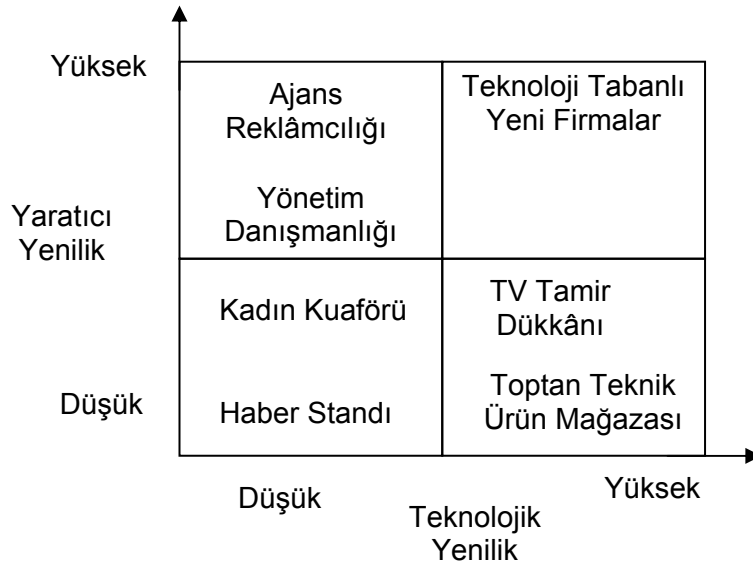 Yüksek
Ajans
Reklâmcılığı
Teknoloji Tabanlı
Yeni Firmalar
Yaratıcı
Yenilik
Yönetim
Danışmanlığı
Kadın Kuaförü
TV Tamir
Dükkânı
Düşük
Haber Standı
Toptan Teknik
Ürün Mağazası
Düşük
Teknolojik
Yenilik
Yüksek